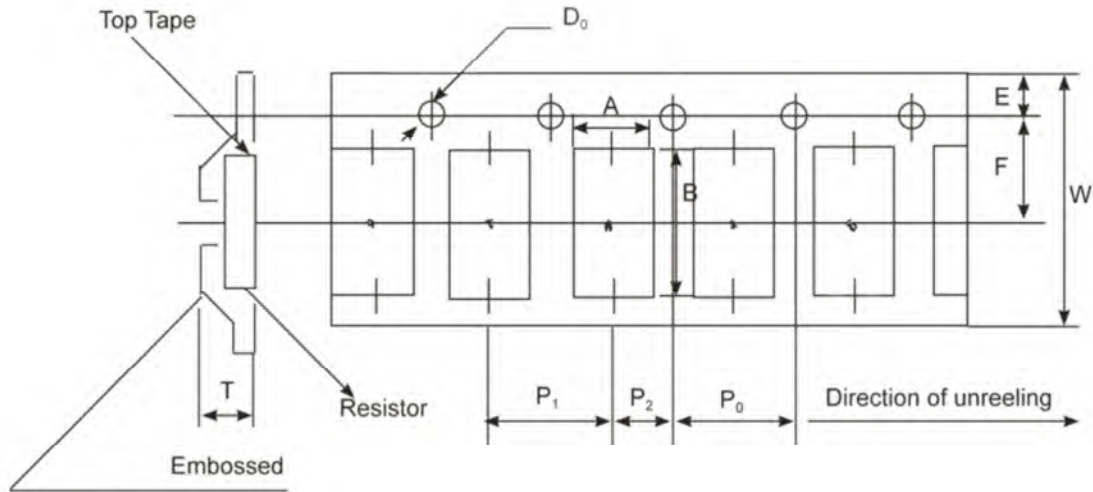 Top Tape
D₀
E
A
F
B
W
T
P₁
P₂
P₀
Direction of unreeling
Resistor
Embossed